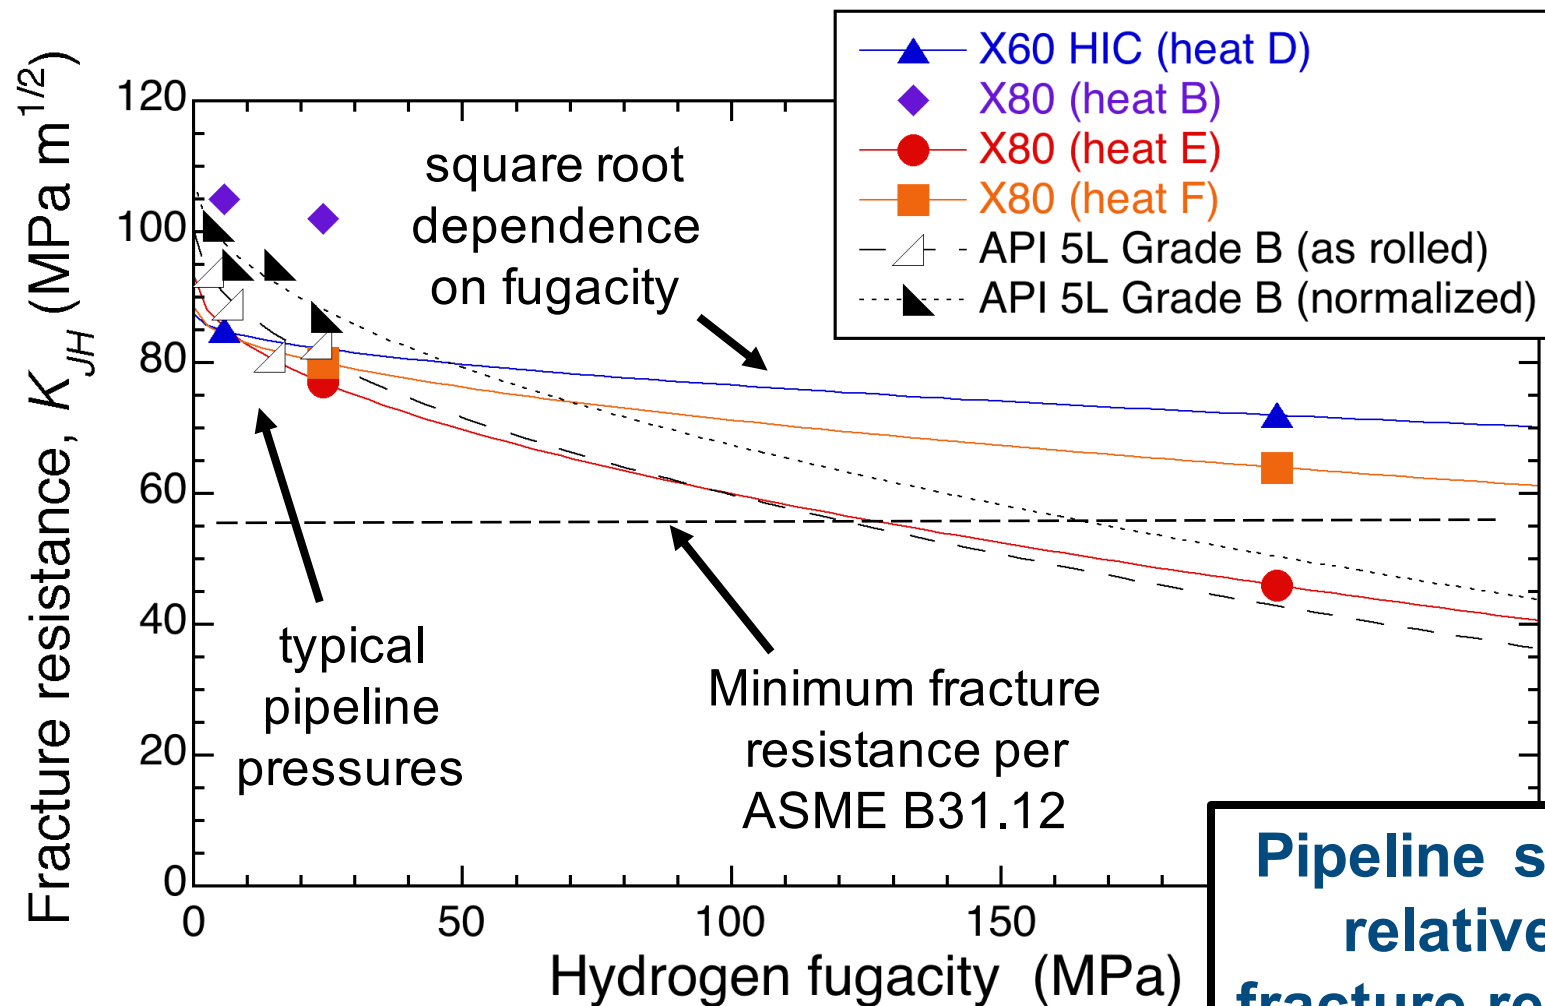 X60 HIC (heat D)
X80 (heat B)
X80 (heat E)
X80 (heat F)
API 5L Grade B (as rolled)
API 5L Grade B (normalized)
Fracture resistance, K_JH (MPa m^1/2)
120
100
80
60
40
20
0
square root
dependence
on fugacity
typical
pipeline
pressures
Minimum fracture
resistance per
ASME B31.12
0
50
100
150
Hydrogen fugacity (MPa)
Pipeline s
relative
fracture re